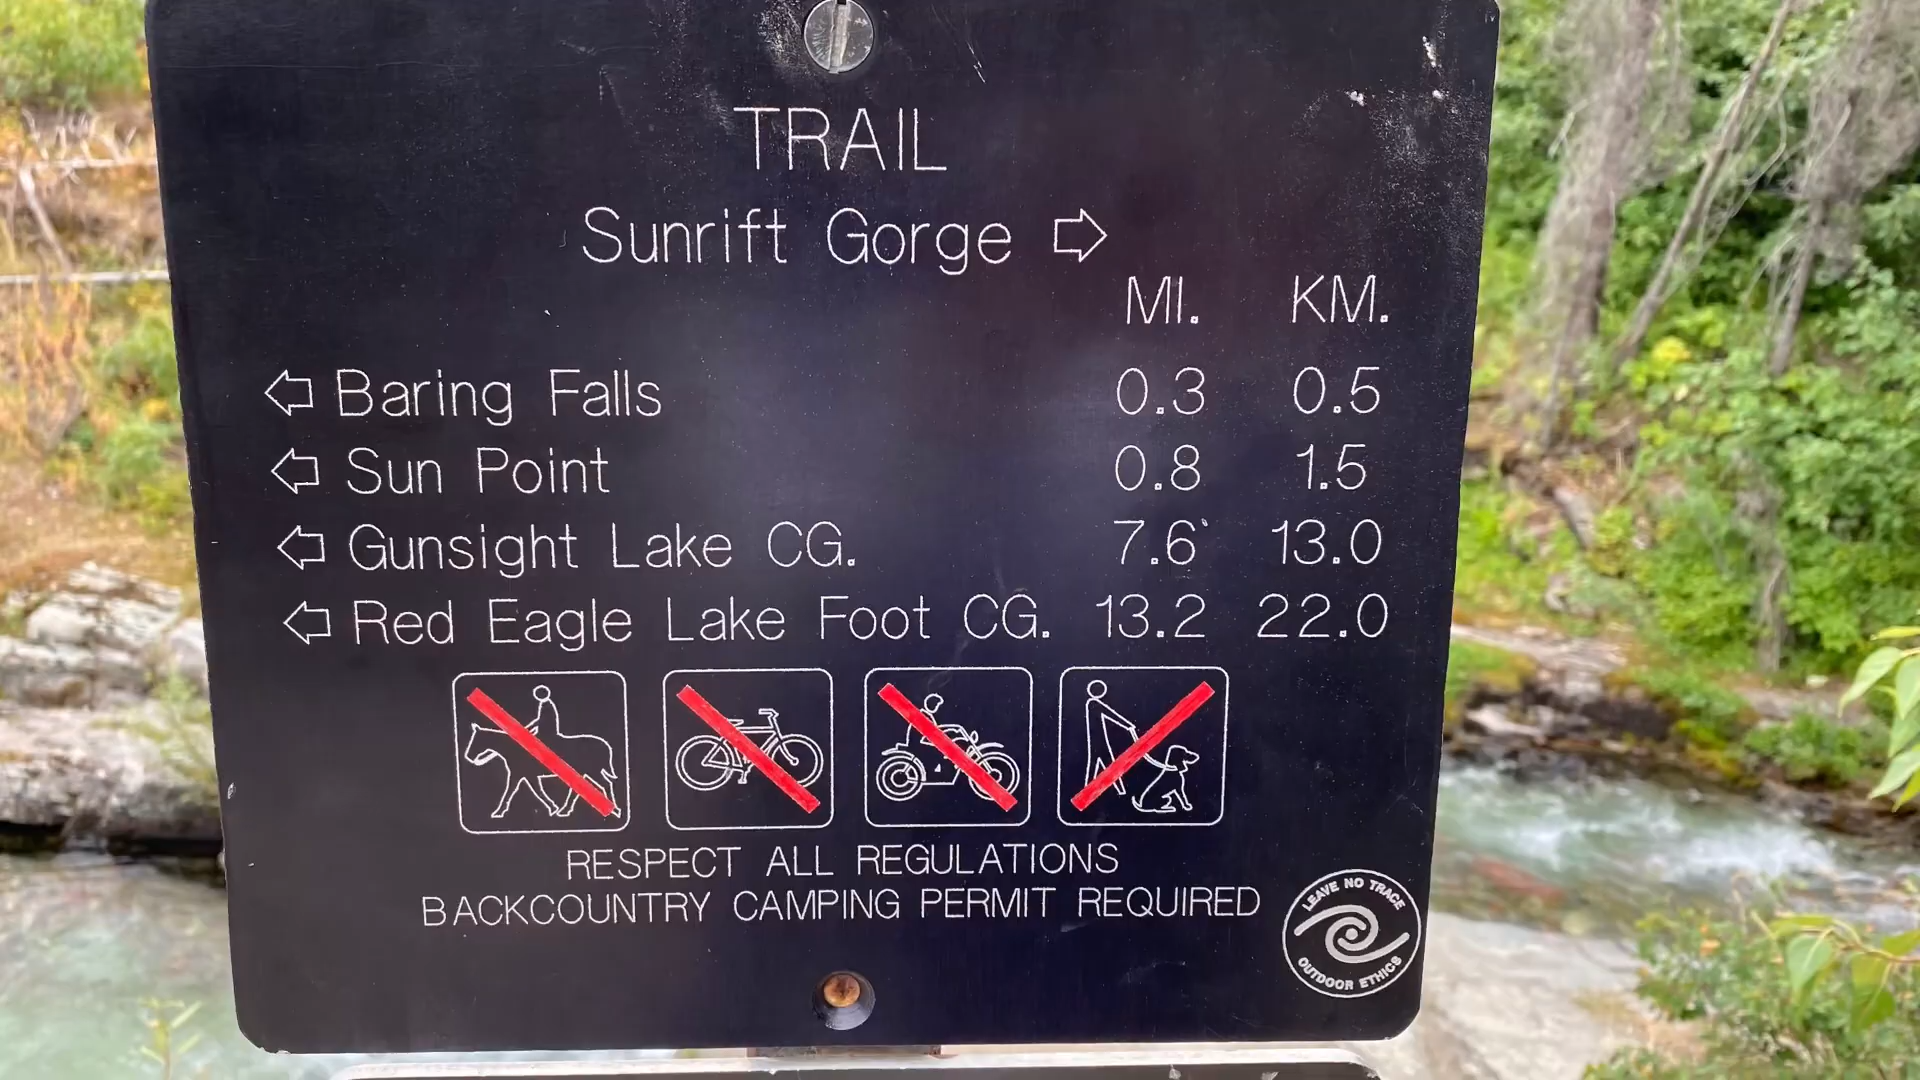 TRAIL
Sunrift Gorge ⇨
MI. KM.
⇦ Baring Falls 0.3 0.5
⇦ Sun Point 0.8 1.5
⇦ Gunsight Lake CG. 7.6 13.0
⇦ Red Eagle Lake Foot CG. 13.2 22.0
RESPECT ALL REGULATIONS
BACKCOUNTRY CAMPING PERMIT REQUIRED
LEAVE NO TRACE
OUTDOOR ETHICS